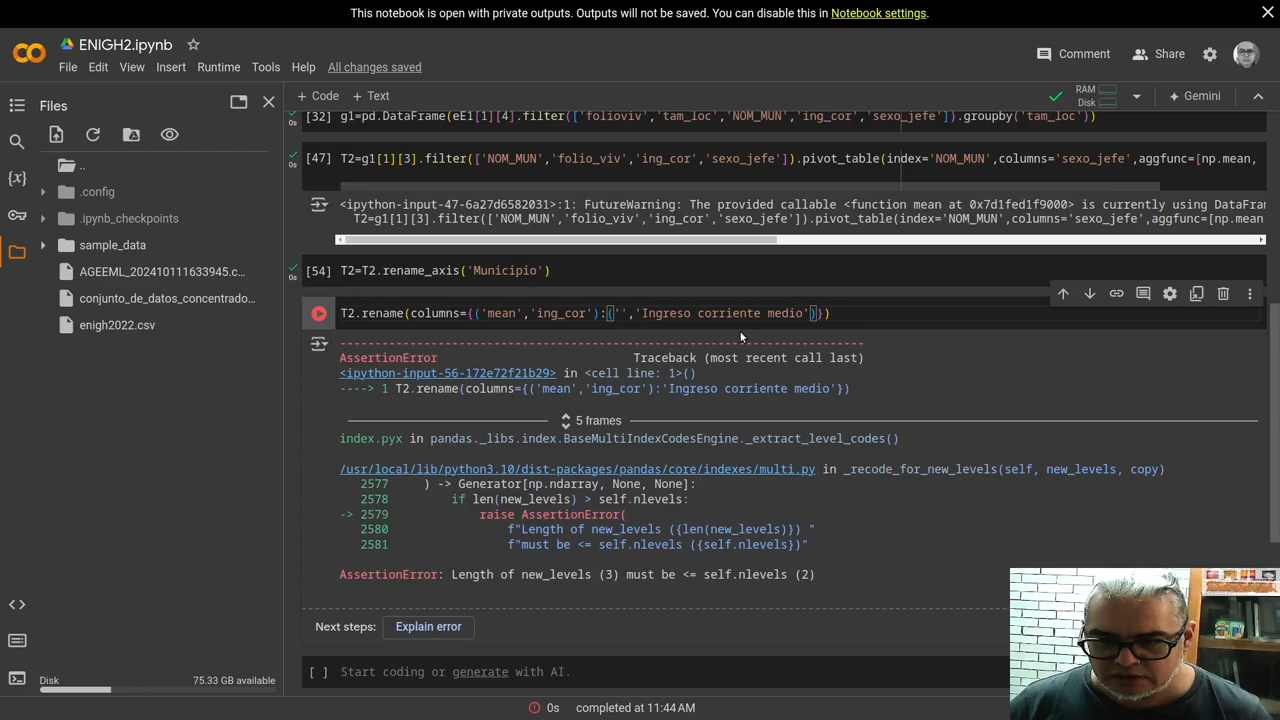 This notebook is open with private outputs. Outputs will not be saved. You can disable this in Notebook settings.
ENIGH2.ipynb
Comment
Share
File Edit View Insert Runtime Tools Help All changes saved
Files
+ Code + Text
RAM
Disk
Gemini
[32] g1=pd.DataFrame(eE1[1][4].filter(['folioviv','tam_loc','NOM_MUN','ing_cor','sexo_jefe']).groupby('tam_loc'))
0s
[47] T2=g1[1][3].filter(['NOM_MUN','folio_viv','ing_cor','sexo_jefe']).pivot_table(index='NOM_MUN',columns='sexo_jefe',aggfunc=[np.mean,
0s
..
.config
.ipynb_checkpoints
sample_data
AGEEML_202410111633945.c...
conjunto_de_datos_concentrado...
enigh2022.csv
<ipython-input-47-6a27d6582031>:1: FutureWarning: The provided callable <function mean at 0x7d1fed1f9000> is currently using DataFra
T2=g1[1][3].filter(['NOM_MUN','folio_viv','ing_cor','sexo_jefe']).pivot_table(index='NOM_MUN',columns='sexo_jefe',aggfunc=[np.mean
[54] T2=T2.rename_axis('Municipio')
0s
T2.rename(columns={('mean','ing_cor'):('','Ingreso corriente medio')})
---------------------------------------------------------------------------
AssertionError Traceback (most recent call last)
<ipython-input-56-172e72f21b29> in <cell line: 1>()
----> 1 T2.rename(columns={('mean','ing_cor'):'Ingreso corriente medio'})
5 frames
index.pyx in pandas._libs.index.BaseMultiIndexCodesEngine._extract_level_codes()
/usr/local/lib/python3.10/dist-packages/pandas/core/indexes/multi.py in _recode_for_new_levels(self, new_levels, copy)
2577 ) -> Generator[np.ndarray, None, None]:
2578 if len(new_levels) > self.nlevels:
-> 2579 raise AssertionError(
2580 f"Length of new_levels ({len(new_levels)}) "
2581 f"must be <= self.nlevels ({self.nlevels})"
AssertionError: Length of new_levels (3) must be <= self.nlevels (2)
Next steps: Explain error
[ ] Start coding or generate with AI.
Disk 75.33 GB available
0s completed at 11:44 AM